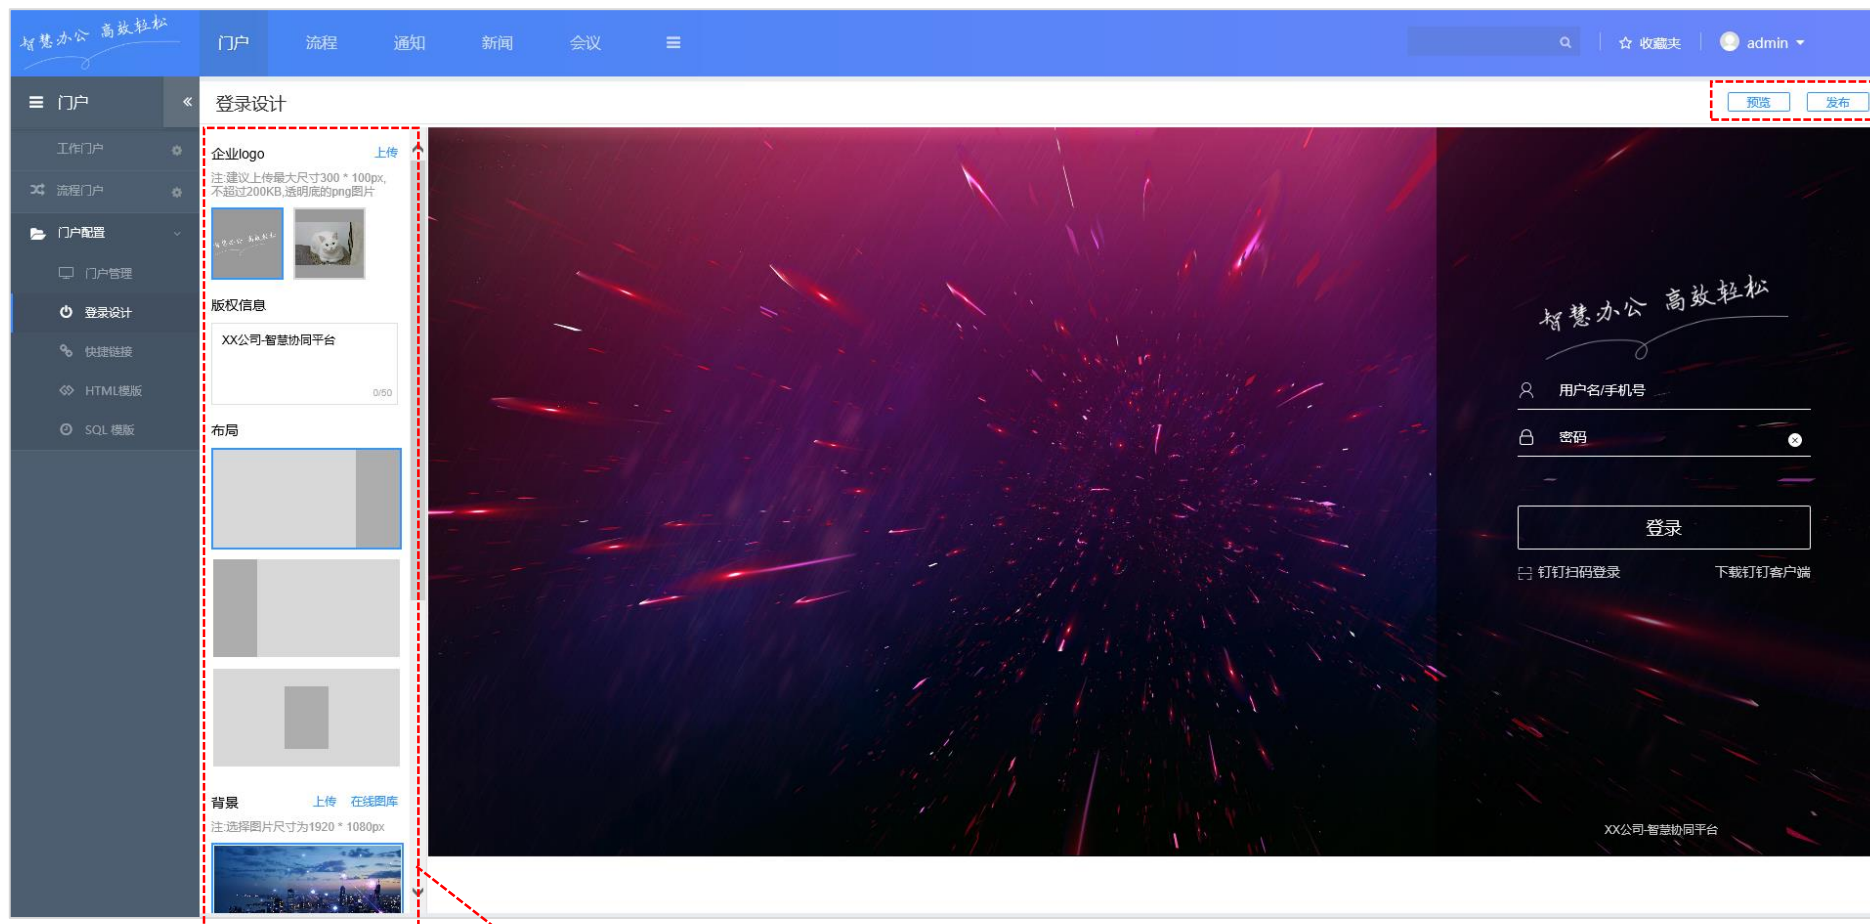 智慧办公 高效轻松
门户 流程 通知 新闻 会议
收藏夹 admin
门户
登录设计
预览 发布
工作门户
流程门户
门户配置
门户管理
登录设计
快捷链接
HTML模版
SQL 模版
企业logo 上传
注:建议上传最大尺寸300 * 100px,
不超过200KB,透明底的png图片
智慧办公 高效轻松
版权信息
XX公司-智慧协同平台
0/50
布局
背景 上传 在线图库
注:选择图片尺寸为1920 * 1080px
智慧办公 高效轻松
用户名/手机号
密码
登录
钉钉扫码登录 下载钉钉客户端
XX公司-智慧协同平台